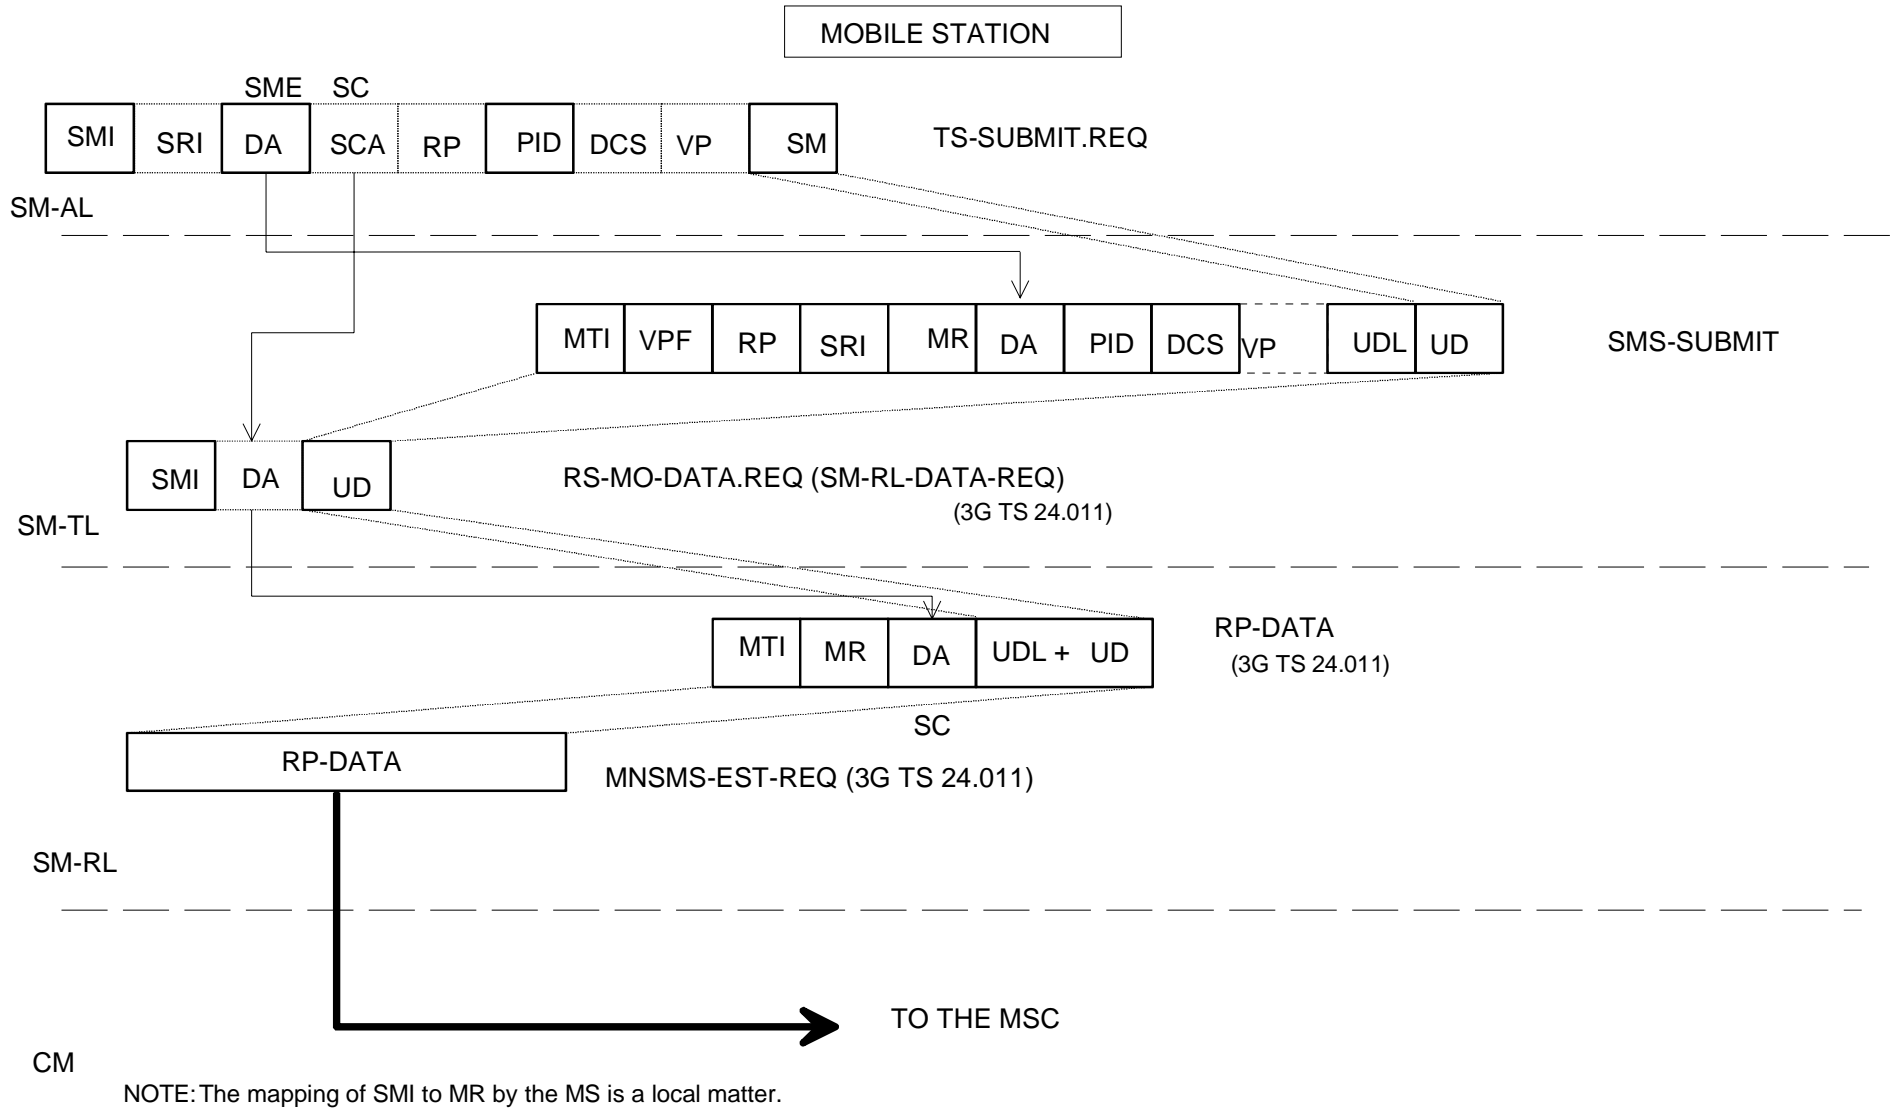 MOBILE STATION
SME SC
SMI SRI DA SCA RP PID DCS VP SM TS-SUBMIT.REQ
SM-AL
MTI VPF RP SRI MR DA PID DCS VP UDL UD SMS-SUBMIT
SMI DA UD RS-MO-DATA.REQ (SM-RL-DATA-REQ)
(3G TS 24.011)
SM-TL
MTI MR DA UDL + UD RP-DATA
(3G TS 24.011)
SC
RP-DATA MNSMS-EST-REQ (3G TS 24.011)
SM-RL
TO THE MSC
CM
NOTE: The mapping of SMI to MR by the MS is a local matter.